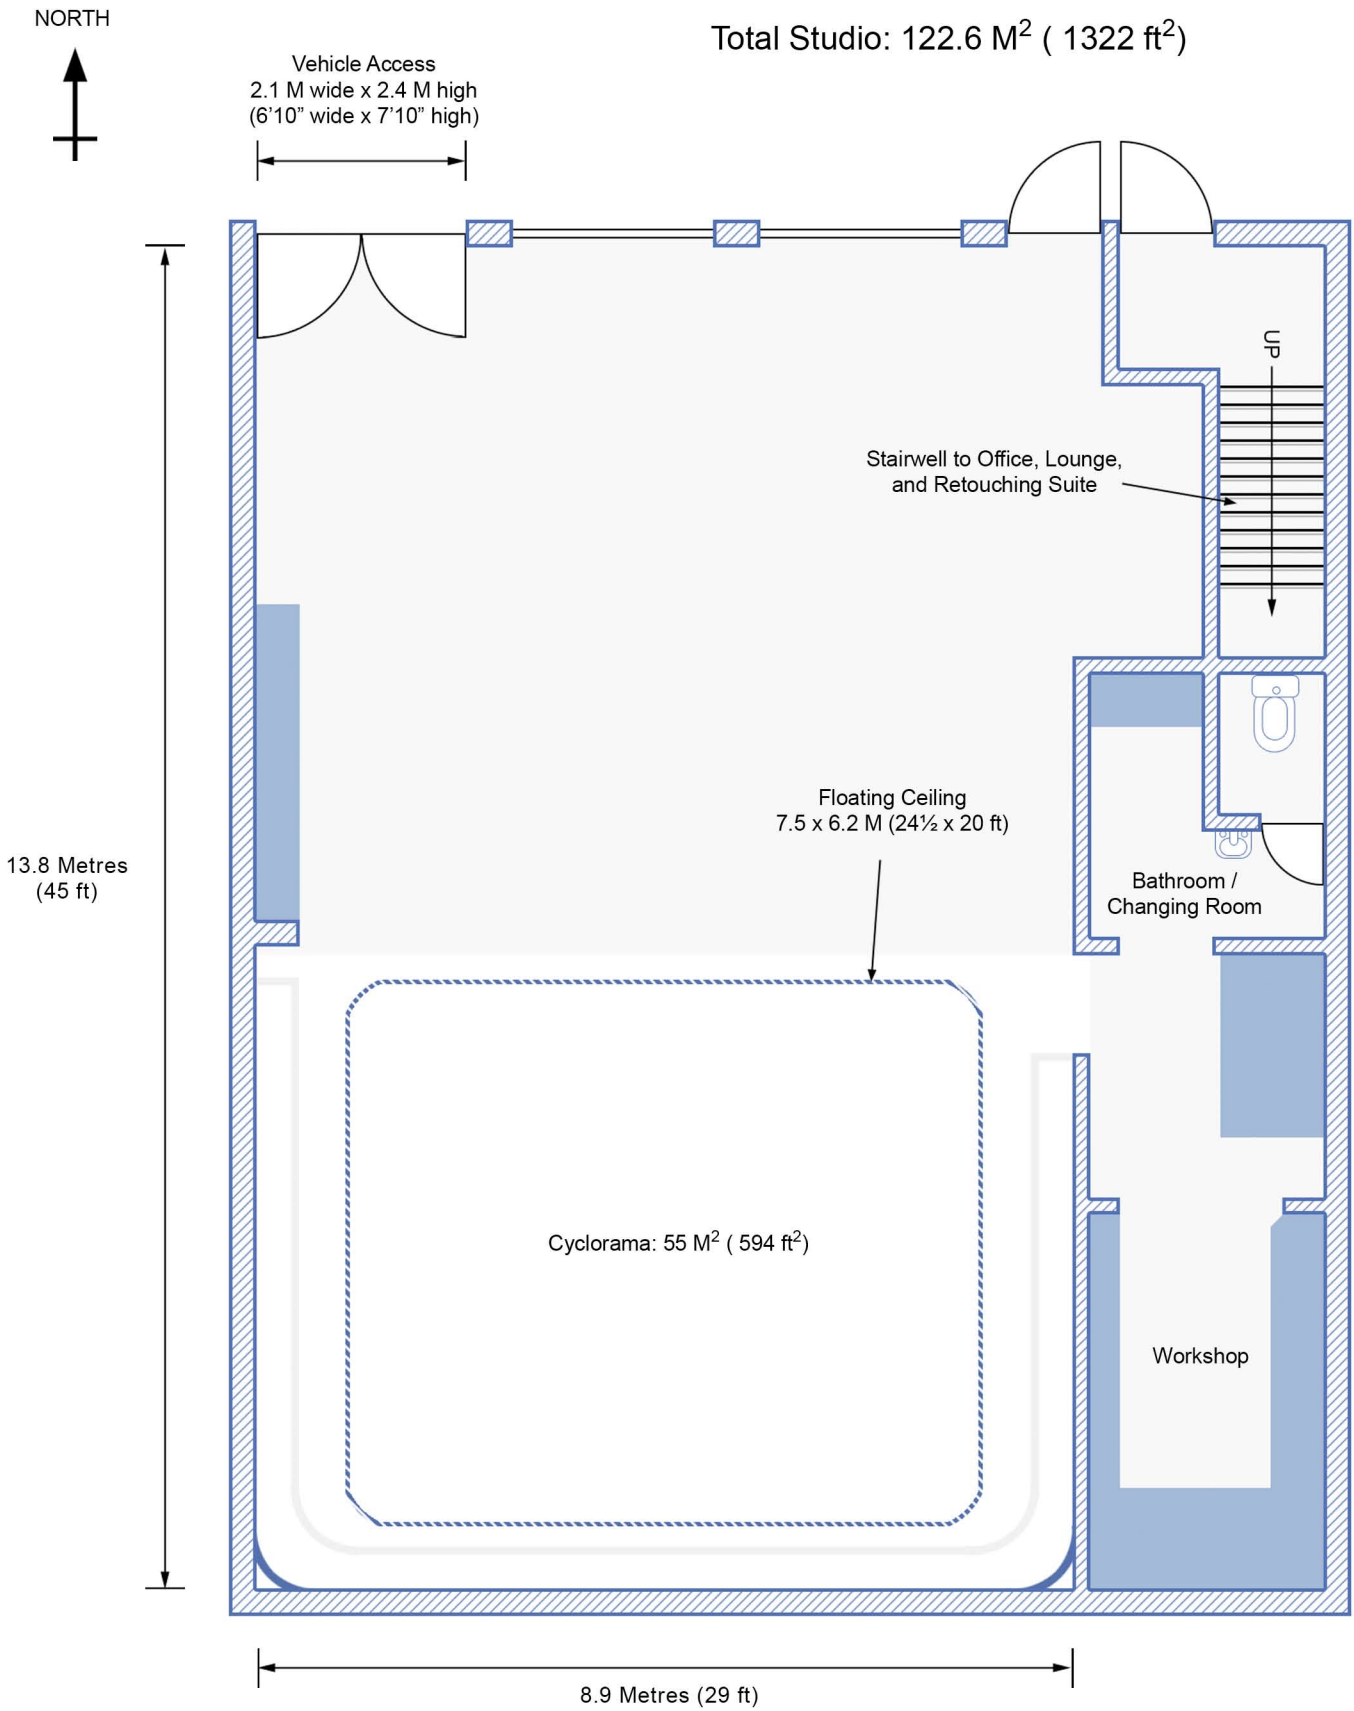 NORTH
Total Studio: 122.6 M² ( 1322 ft²)
Vehicle Access
2.1 M wide x 2.4 M high
(6’10” wide x 7’10” high)
UP
Stairwell to Office, Lounge,
and Retouching Suite
Floating Ceiling
7.5 x 6.2 M (24½ x 20 ft)
13.8 Metres
(45 ft)
Bathroom /
Changing Room
Cyclorama: 55 M² ( 594 ft²)
Workshop
8.9 Metres (29 ft)